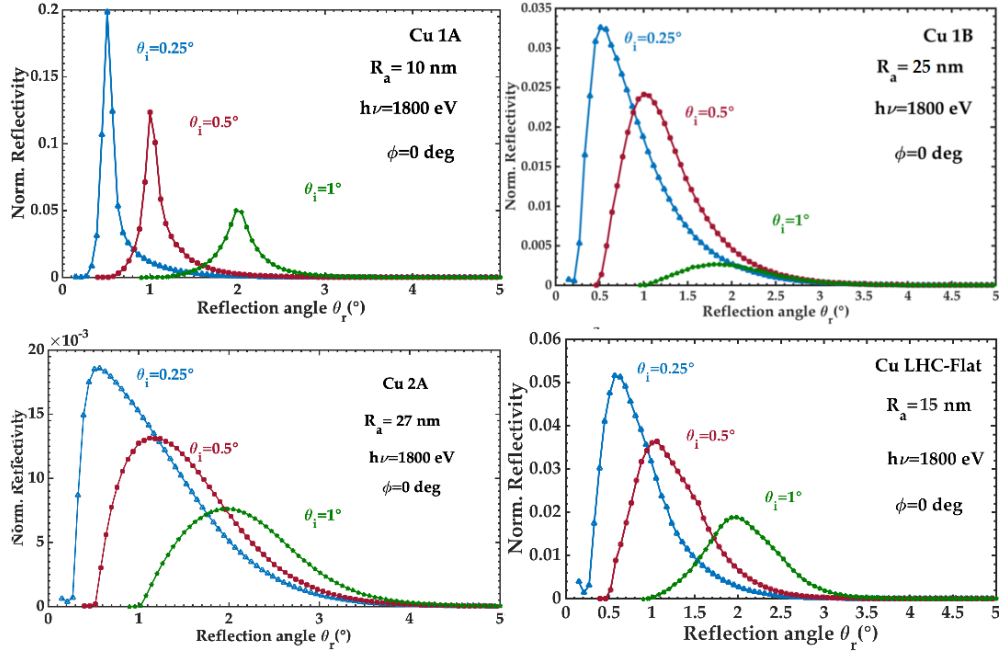 0.2
0.15
0.1
0.05
0
Norm. Reflectivity
θi=0.25°
θi=0.5°
θi=1°
Cu 1A
Ra= 10 nm
hν=1800 eV
ϕ=0 deg
0 1 2 3 4 5
Reflection angle θr(°)
0.035
0.03
0.025
0.02
0.015
0.01
0.005
0
Norm. Reflectivity
θi=0.25°
θi=0.5°
θi=1°
Cu 1B
Ra= 25 nm
hν=1800 eV
ϕ=0 deg
0 0.5 1 1.5 2 2.5 3 3.5 4 4.5 5
Reflection angle θr(°)
×10-3
20
15
10
5
0
Norm. Reflectivity
θi=0.25°
θi=0.5°
θi=1°
Cu 2A
Ra= 27 nm
hν=1800 eV
ϕ=0 deg
0 1 2 3 4 5
Reflection angle θr(°)
0.06
0.05
0.04
0.03
0.02
0.01
0
Norm. Reflectivity
θi=0.25°
θi=0.5°
θi=1°
Cu LHC-Flat
Ra=15 nm
hν=1800 eV
ϕ=0 deg
0 0.5 1 1.5 2 2.5 3 3.5 4 4.5 5
Reflection angle θr(°)